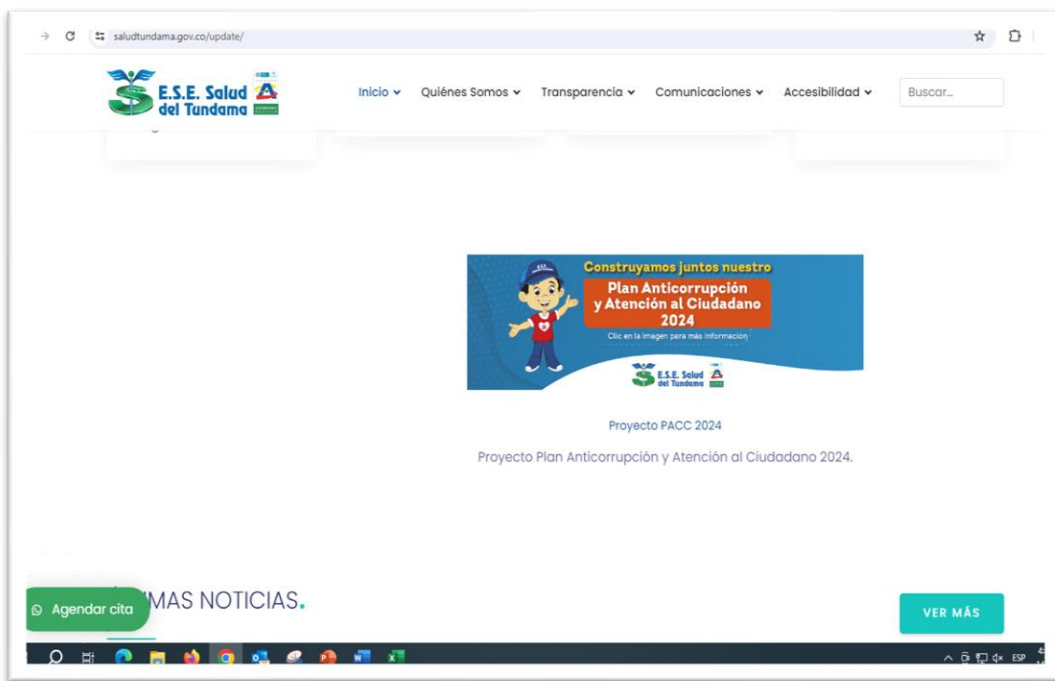 saludtundama.gov.co/update/
E.S.E. Salud
del Tundama
Inicio
Quiénes Somos
Transparencia
Comunicaciones
Accesibilidad
Buscar...
Construyamos juntos nuestro
Plan Anticorrupción
y Atención al Ciudadano
2024
Clic en la imagen para más información
E.S.E. Salud
del Tundama
Proyecto PACC 2024
Proyecto Plan Anticorrupción y Atención al Ciudadano 2024.
MAS NOTICIAS.
Agendar cita
VER MÁS
ESP